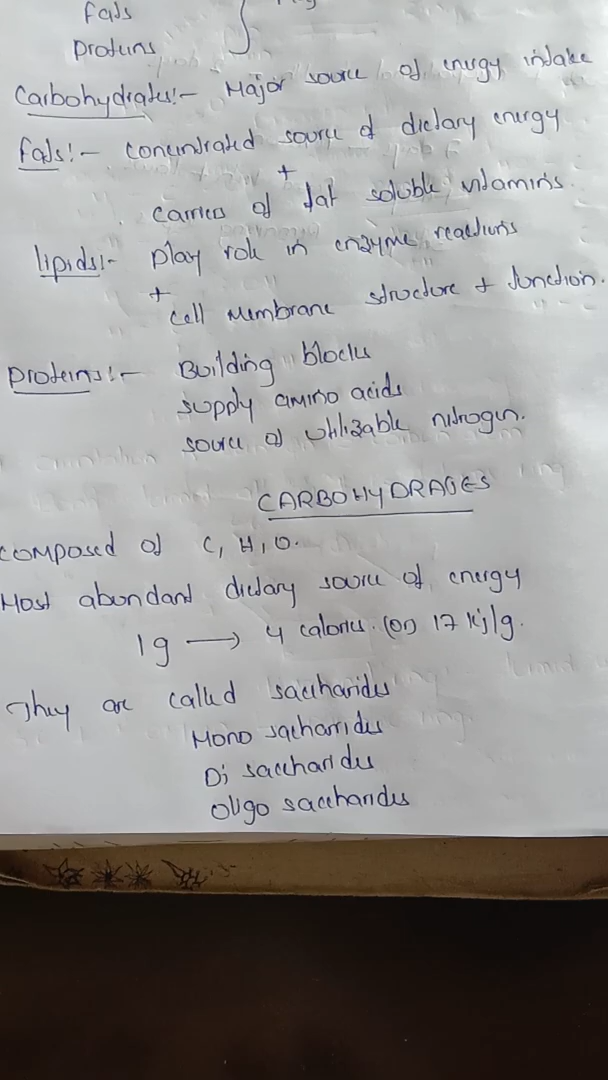 Fats
Proteins
Carbohydrates:- Major source of energy intake
Fats:- concentrated source of dietary energy
+
carries of fat soluble vitamins.
lipids:- play role in enzyme reactions
+
cell Membrane structure + function.
Proteins:- Building blocks
supply amino acids
source of utilizable nitrogen.
CARBOHYDRATES
composed of C, H, O.
Most abundant dietary source of energy
1g → 4 calories (or) 17 kj/g.
They are called saccharides
Mono saccharides
Di saccharides
Oligo saccharides